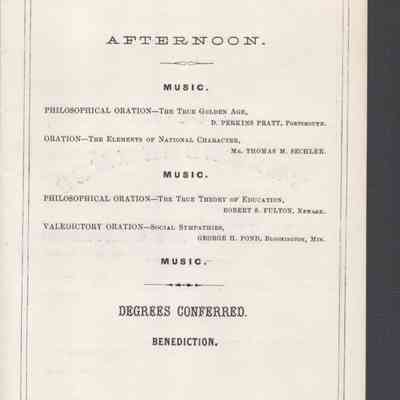 AFTERNOON.
MUSIC.
PHILOSOPHICAL ORATION—THE TRUE GOLDEN AGE,
D. PERKINS PRATT, PORTSMOUTH.
ORATION—THE ELEMENTS OF NATIONAL CHARACTER,
MR. THOMAS M. SECHLER.
MUSIC.
PHILOSOPHICAL ORATION—THE TRUE THEORY OF EDUCATION,
ROBERT S. FULTON, NEWARK.
VALEDICTORY ORATION—SOCIAL SYMPATHIES,
GEORGE H. POND, BLOOMINGTON, MIN.
MUSIC.
DEGREES CONFERRED.
BENEDICTION.